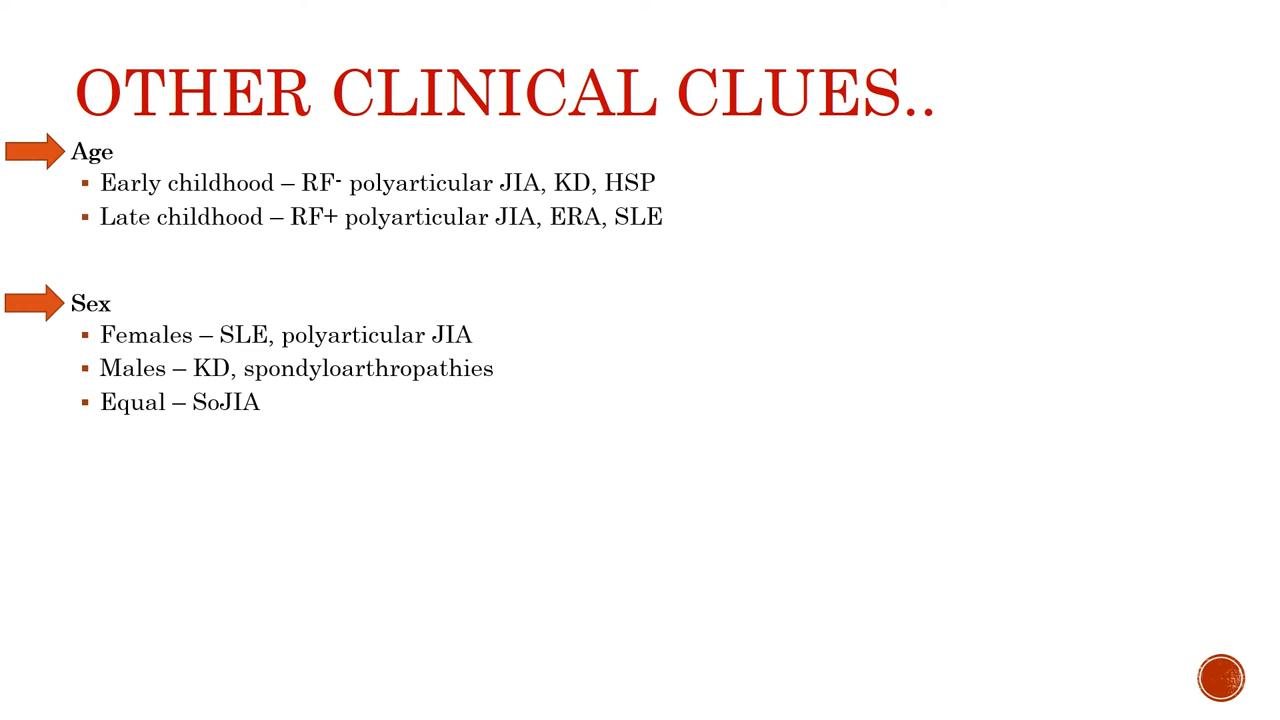 OTHER CLINICAL CLUES..
Age
▪ Early childhood – RF- polyarticular JIA, KD, HSP
▪ Late childhood – RF+ polyarticular JIA, ERA, SLE
Sex
▪ Females – SLE, polyarticular JIA
▪ Males – KD, spondyloarthropathies
▪ Equal – SoJIA